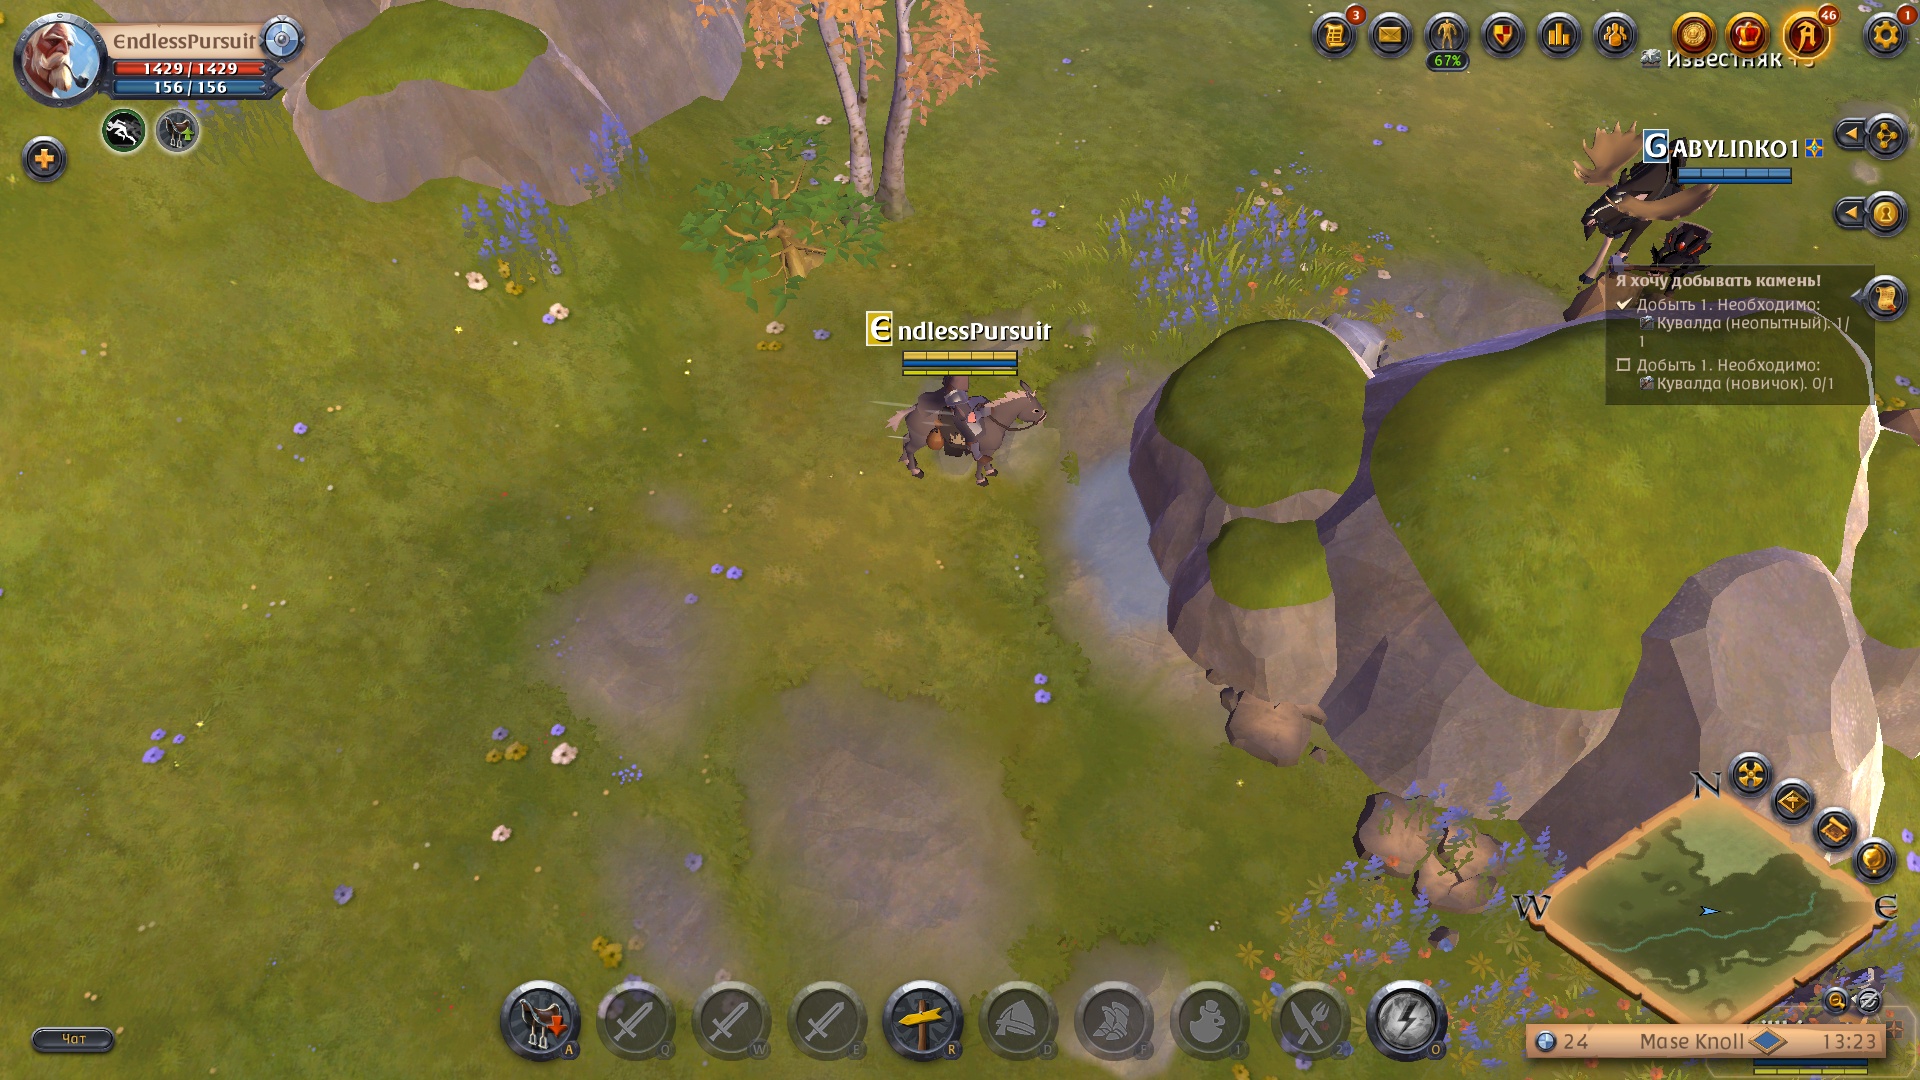 EndlessPursuit
1429 / 1429
156 / 156
3
67%
46
1
Известняк
GABYLINKO1
Я хочу добывать камень!
Добыть 1. Необходимо:
Кувалда (неопытный). 1/
1
Добыть 1. Необходимо:
Кувалда (новичок). 0/1
EndlessPursuit
N
W
E
Чат
A
Q
W
E
R
D
F
1
2
O
24
Mase Knoll
13:23